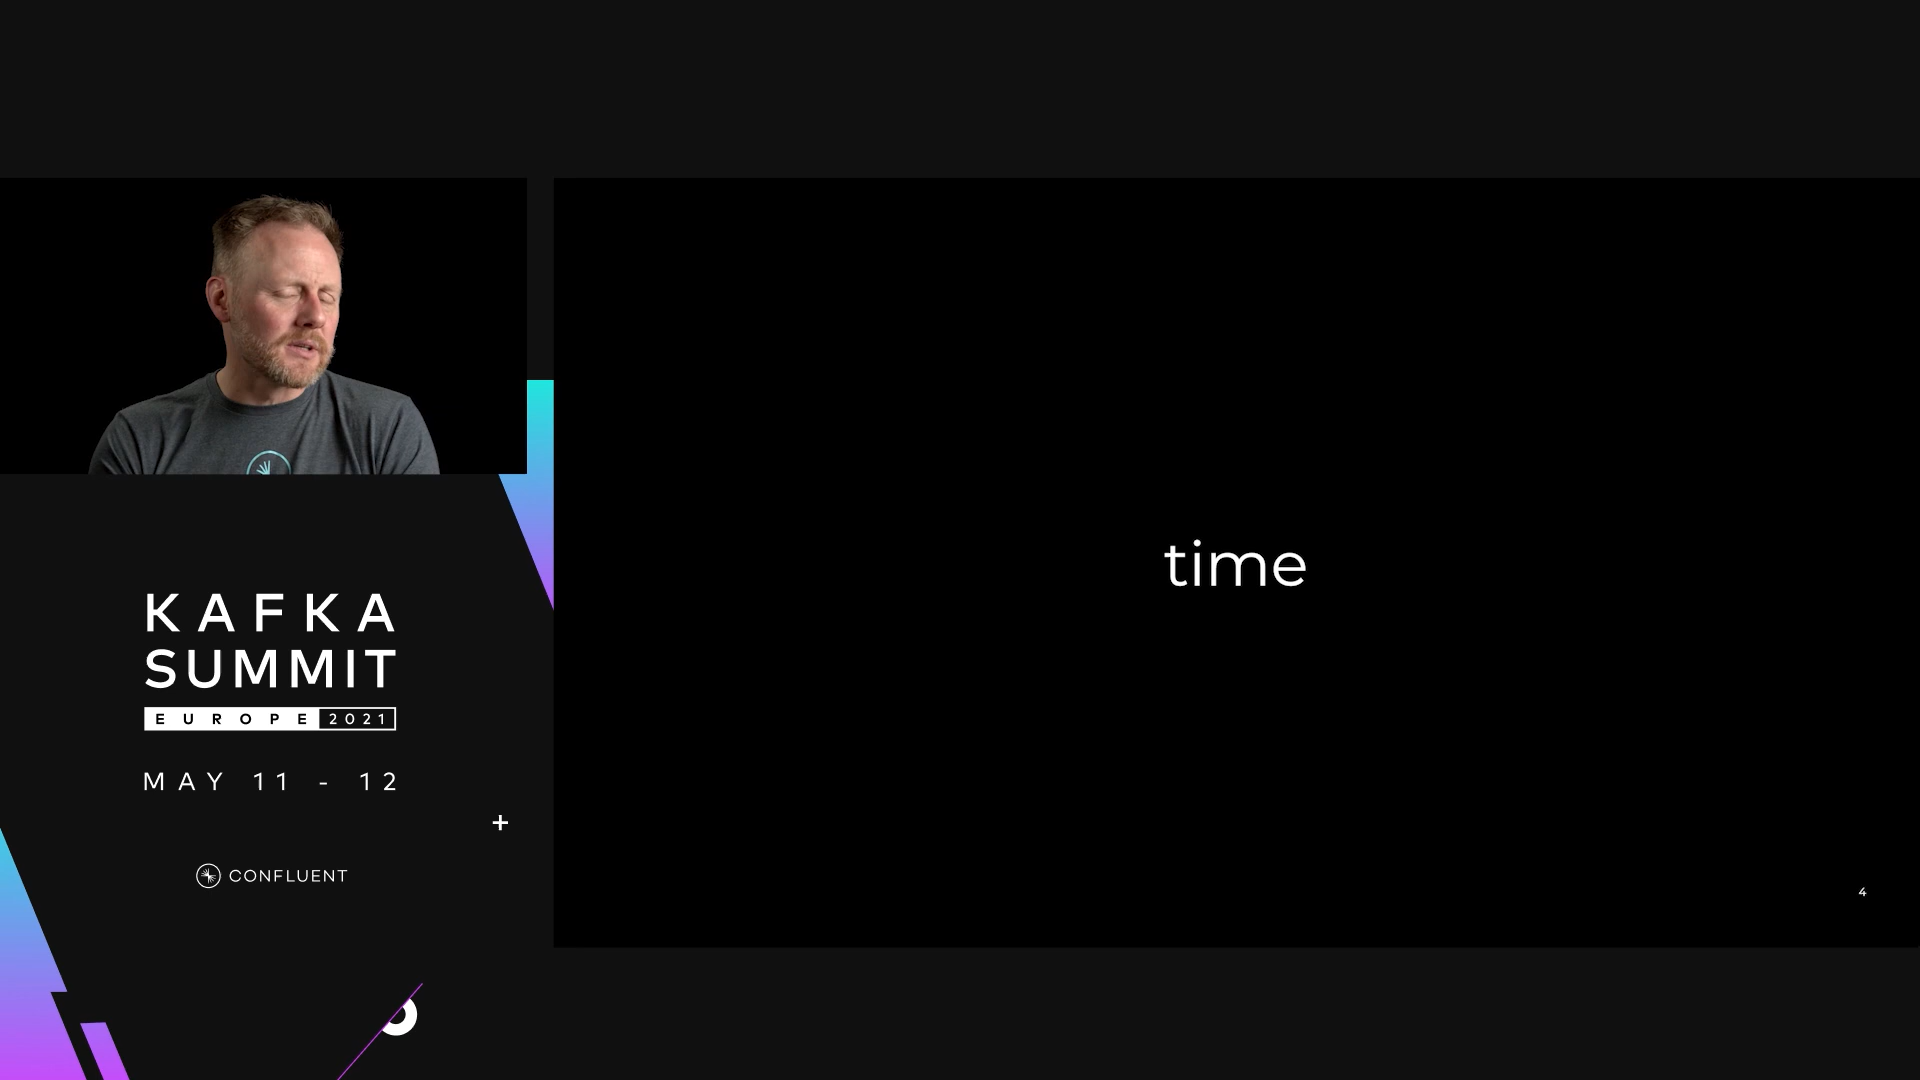 KAFKA
SUMMIT
EUROPE 2021
MAY 11 - 12
+
CONFLUENT
time
4